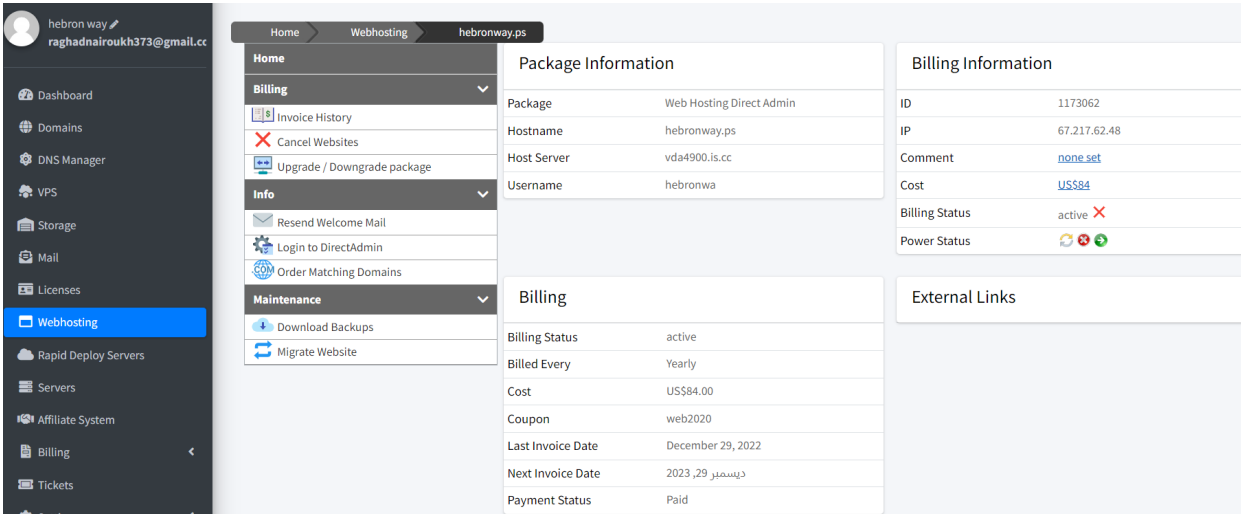 hebron way
raghadnairoukh373@gmail.cc
Dashboard
Domains
DNS Manager
VPS
Storage
Mail
Licenses
Webhosting
Rapid Deploy Servers
Servers
Affiliate System
Billing
Tickets
Home Webhosting hebronway.ps
Home
Billing
Invoice History
Cancel Websites
Upgrade / Downgrade package
Info
Resend Welcome Mail
Login to DirectAdmin
Order Matching Domains
Maintenance
Download Backups
Migrate Website
Package Information
Package Web Hosting Direct Admin
Hostname hebronway.ps
Host Server vda4900.is.cc
Username hebronwa
Billing Information
ID 1173062
IP 67.217.62.48
Comment none set
Cost US$84
Billing Status active
Power Status
Billing
Billing Status active
Billed Every Yearly
Cost US$84.00
Coupon web2020
Last Invoice Date December 29, 2022
Next Invoice Date ديسمبر 29, 2023
Payment Status Paid
External Links